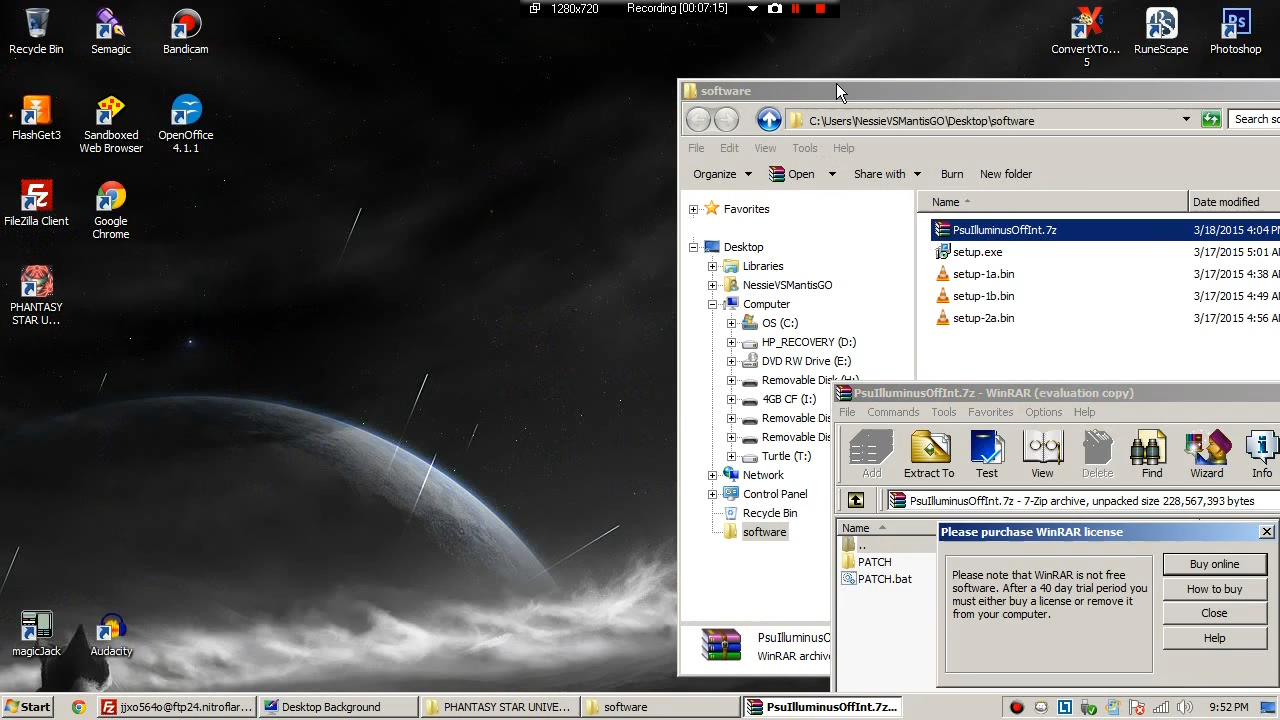 1280x720
Recording [00:07:15]
Recycle Bin
Semagic
Bandicam
ConvertXTo...
5
RuneScape
Photoshop
Ps
FlashGet3
Sandboxed
Web Browser
OpenOffice
4.1.1
FileZilla Client
Google
Chrome
PHANTASY
STAR U...
magicJack
Audacity
software
C:\Users\NessieVSMantisGO\Desktop\software
Search so
File Edit View Tools Help
Organize Open Share with Burn New folder
Favorites
Desktop
Libraries
NessieVSMantisGO
Computer
OS (C:)
HP_RECOVERY (D:)
DVD RW Drive (E:)
Removable Disk (H:)
4GB CF (I:)
Removable Dis
Removable Dis
Turtle (T:)
Network
Control Panel
Recycle Bin
software
Name Date modified
PsuIlluminusOffInt.7z 3/18/2015 4:04 PM
setup.exe 3/17/2015 5:01 A
setup-1a.bin 3/17/2015 4:38 A
setup-1b.bin 3/17/2015 4:49 A
setup-2a.bin 3/17/2015 4:56 A
PsuIlluminusO
WinRAR archiv
PsuIlluminusOffInt.7z - WinRAR (evaluation copy)
File Commands Tools Favorites Options Help
Add Extract To Test View Delete Find Wizard Info
PsuIlluminusOffInt.7z - 7-Zip archive, unpacked size 228,567,393 bytes
Name
..
PATCH
PATCH.bat
Please purchase WinRAR license
Please note that WinRAR is not free
software. After a 40 day trial period you
must either buy a license or remove it
from your computer.
Buy online
How to buy
Close
Help
Start
jjxo564o@ftp24.nitroflar...
Desktop Background
PHANTASY STAR UNIVE...
software
PsuIlluminusOffInt.7z...
9:52 PM